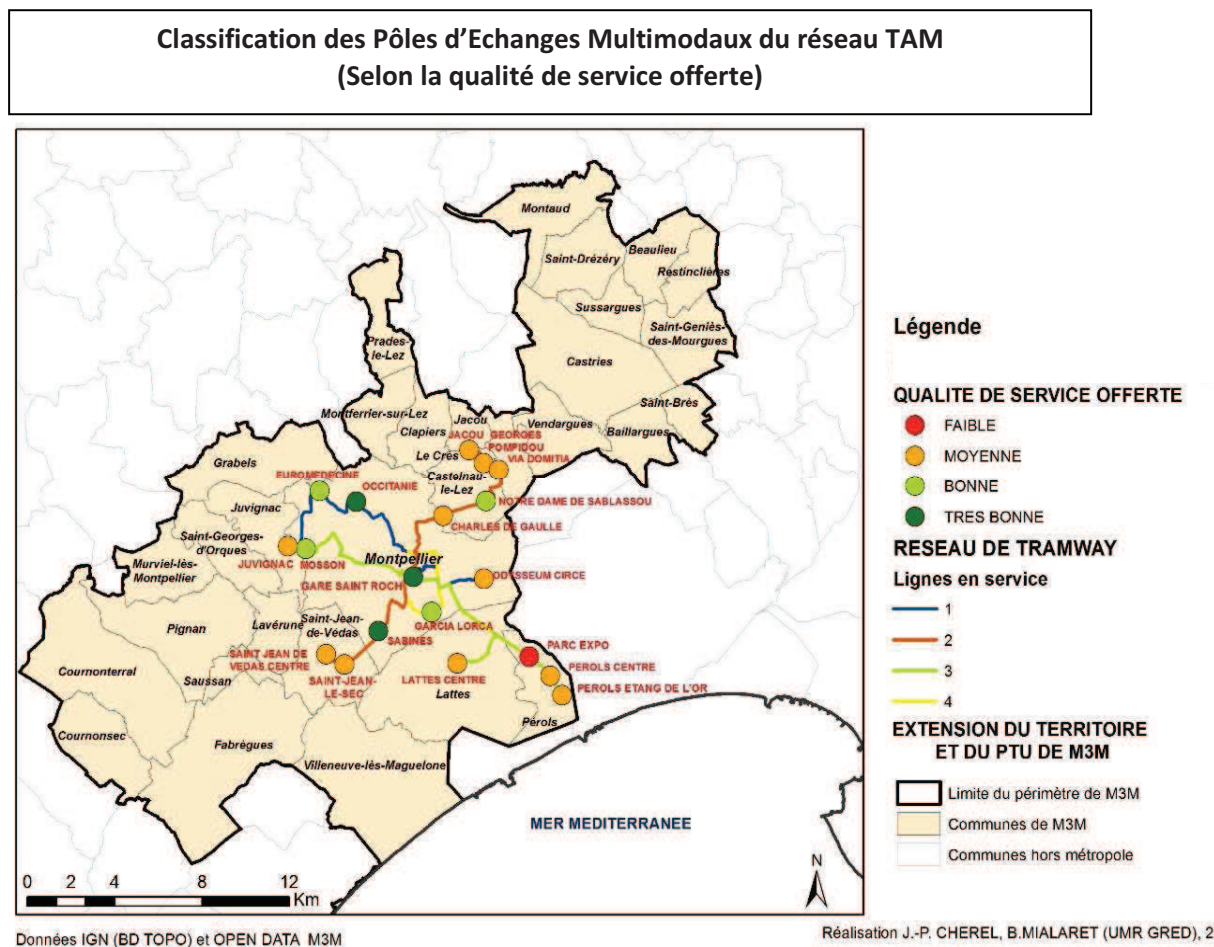 Classification des Pôles d’Echanges Multimodaux du réseau TAM
(Selon la qualité de service offerte)
Montaud
Beaulieu
Saint-Drézéry
Restinclières
Sussargues
Saint-Geniès-
des-Mourgues
Prades-
le-Lez
Castries
Saint-Brès
Montferrier-sur-Lez
Jacou
Vendargues
Baillargues
Clapiers
JACOU
GEORGES
POMPIDOU
Le Crès
VIA DOMITIA
Grabels
Castelnau-
le-Lez
EUROMEDECINE
OCCITANIE
NOTRE DAME DE SABLASSOU
Juvignac
CHARLES DE GAULLE
Saint-Georges-
d'Orques
Murviel-lès-
Montpellier
JUVIGNAC
MOSSON
Montpellier
GARE SAINT ROCH
ODYSSEUM CIRCE
Pignan
Lavérune
Saint-Jean-
de-Védas
GARCIA LORCA
SABINES
PARC EXPO
SAINT JEAN DE
VEDAS CENTRE
PEROLS CENTRE
Cournonterral
Saussan
SAINT-JEAN-
LE-SEC
LATTES CENTRE
PEROLS ETANG DE L'OR
Lattes
Pérols
Cournonsec
Fabrègues
Villeneuve-lès-Maguelone
MER MEDITERRANEE
0 2 4 8 12
Km
N
Légende
QUALITE DE SERVICE OFFERTE
FAIBLE
MOYENNE
BONNE
TRES BONNE
RESEAU DE TRAMWAY
Lignes en service
1
2
3
4
EXTENSION DU TERRITOIRE
ET DU PTU DE M3M
Limite du périmètre de M3M
Communes de M3M
Communes hors métropole
Données IGN (BD TOPO) et OPEN DATA M3M
Réalisation J.-P. CHEREL, B.MIALARET (UMR GRED), 2